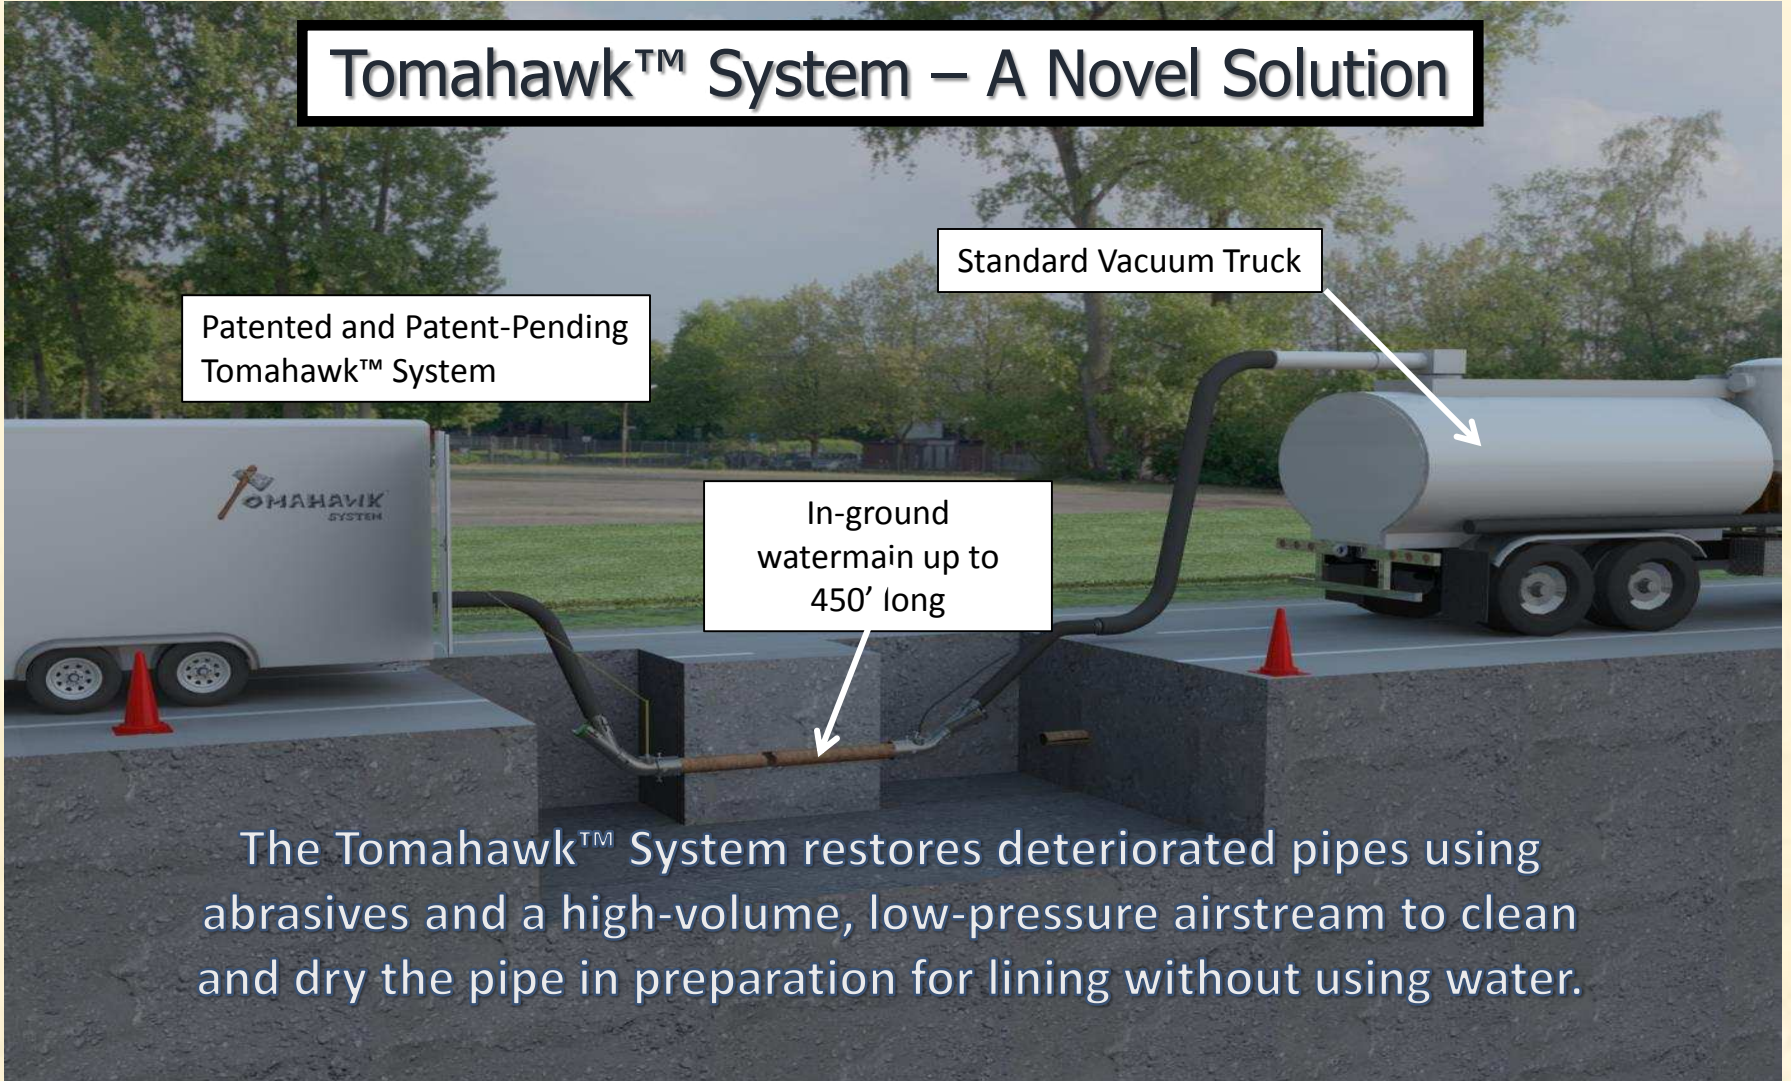 Tomahawk™ System – A Novel Solution
Standard Vacuum Truck
Patented and Patent-Pending
Tomahawk™ System
TOMAHAWK
SYSTEM
In-ground
watermain up to
450’ long
The Tomahawk™ System restores deteriorated pipes using
abrasives and a high-volume, low-pressure airstream to clean
and dry the pipe in preparation for lining without using water.